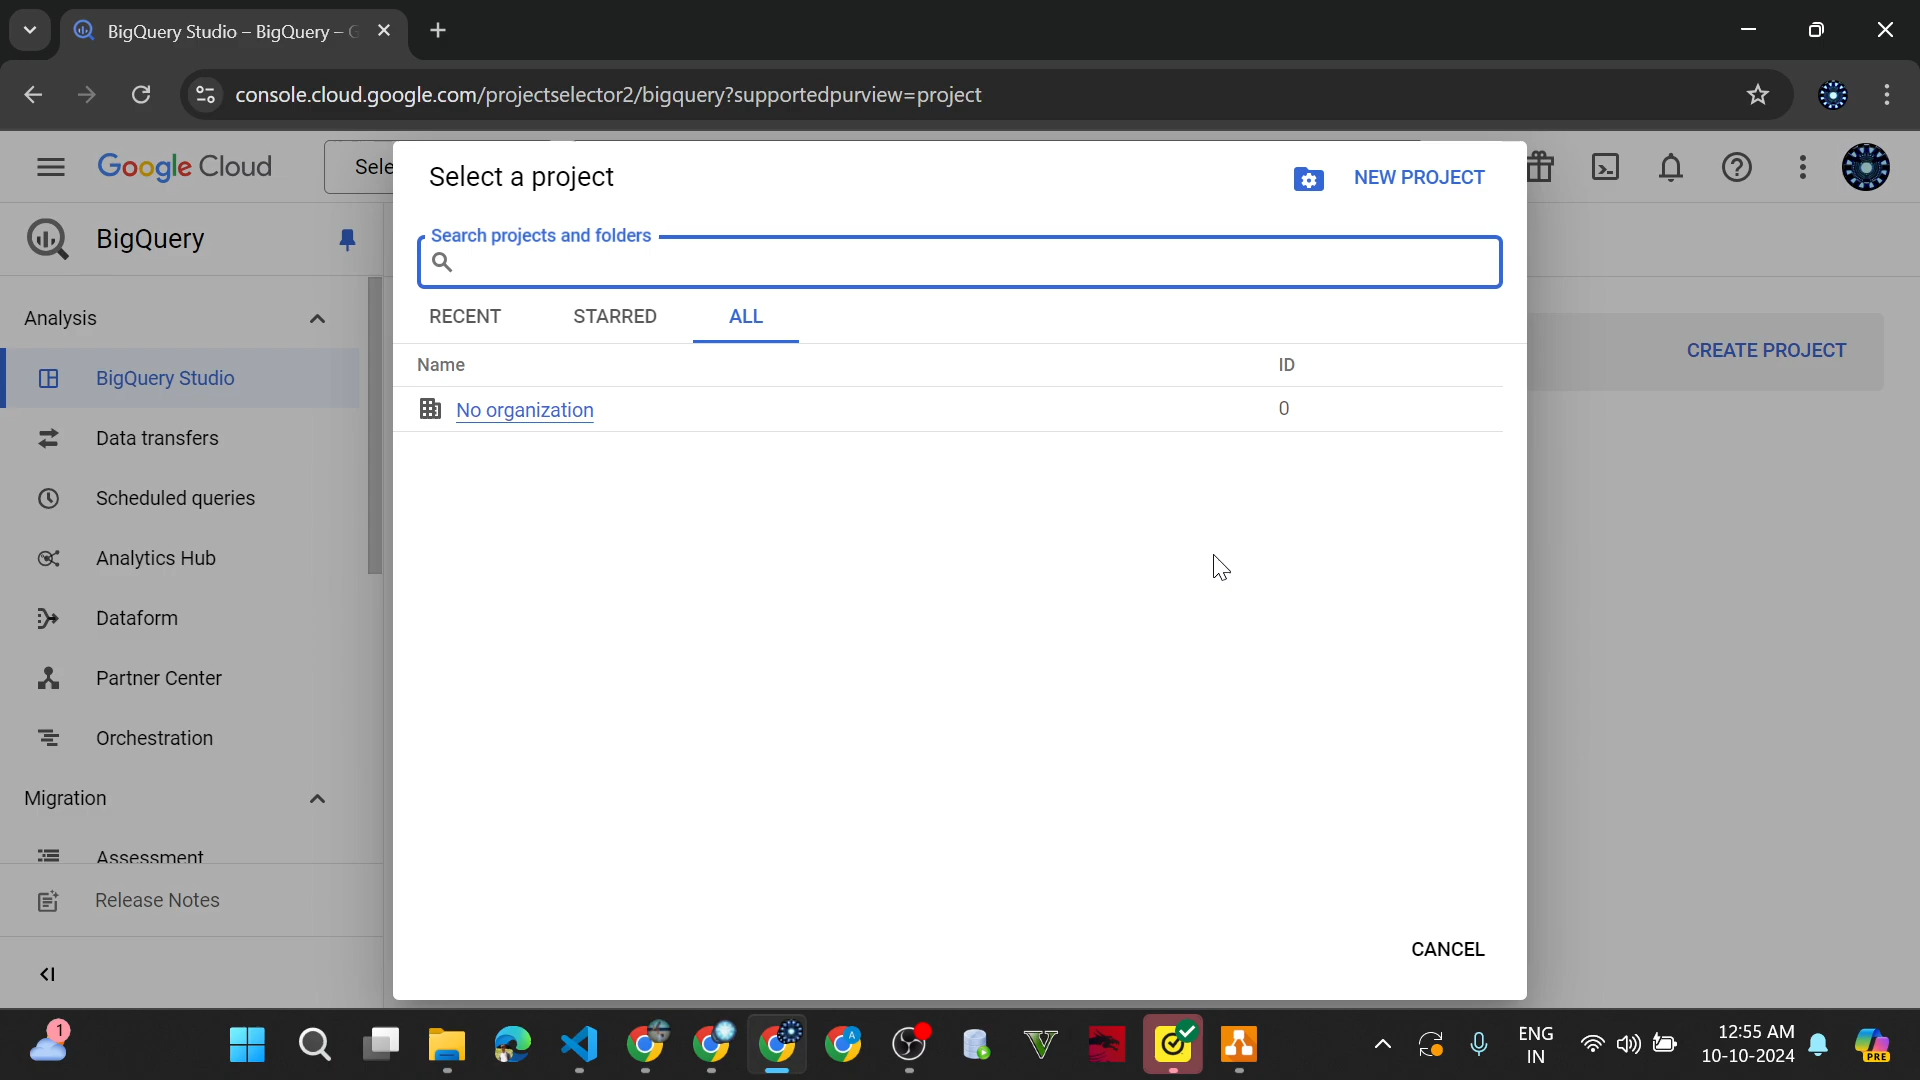 BigQuery Studio – BigQuery –
console.cloud.google.com/projectselector2/bigquery?supportedpurview=project
Google Cloud
Sele
Select a project
NEW PROJECT
BigQuery
Search projects and folders
RECENT
STARRED
ALL
Analysis
Name
ID
CREATE PROJECT
BigQuery Studio
No organization
0
Data transfers
Scheduled queries
Analytics Hub
Dataform
Partner Center
Orchestration
Migration
Assessment
Release Notes
CANCEL
1
ENG
IN
12:55 AM
10-10-2024
PRE